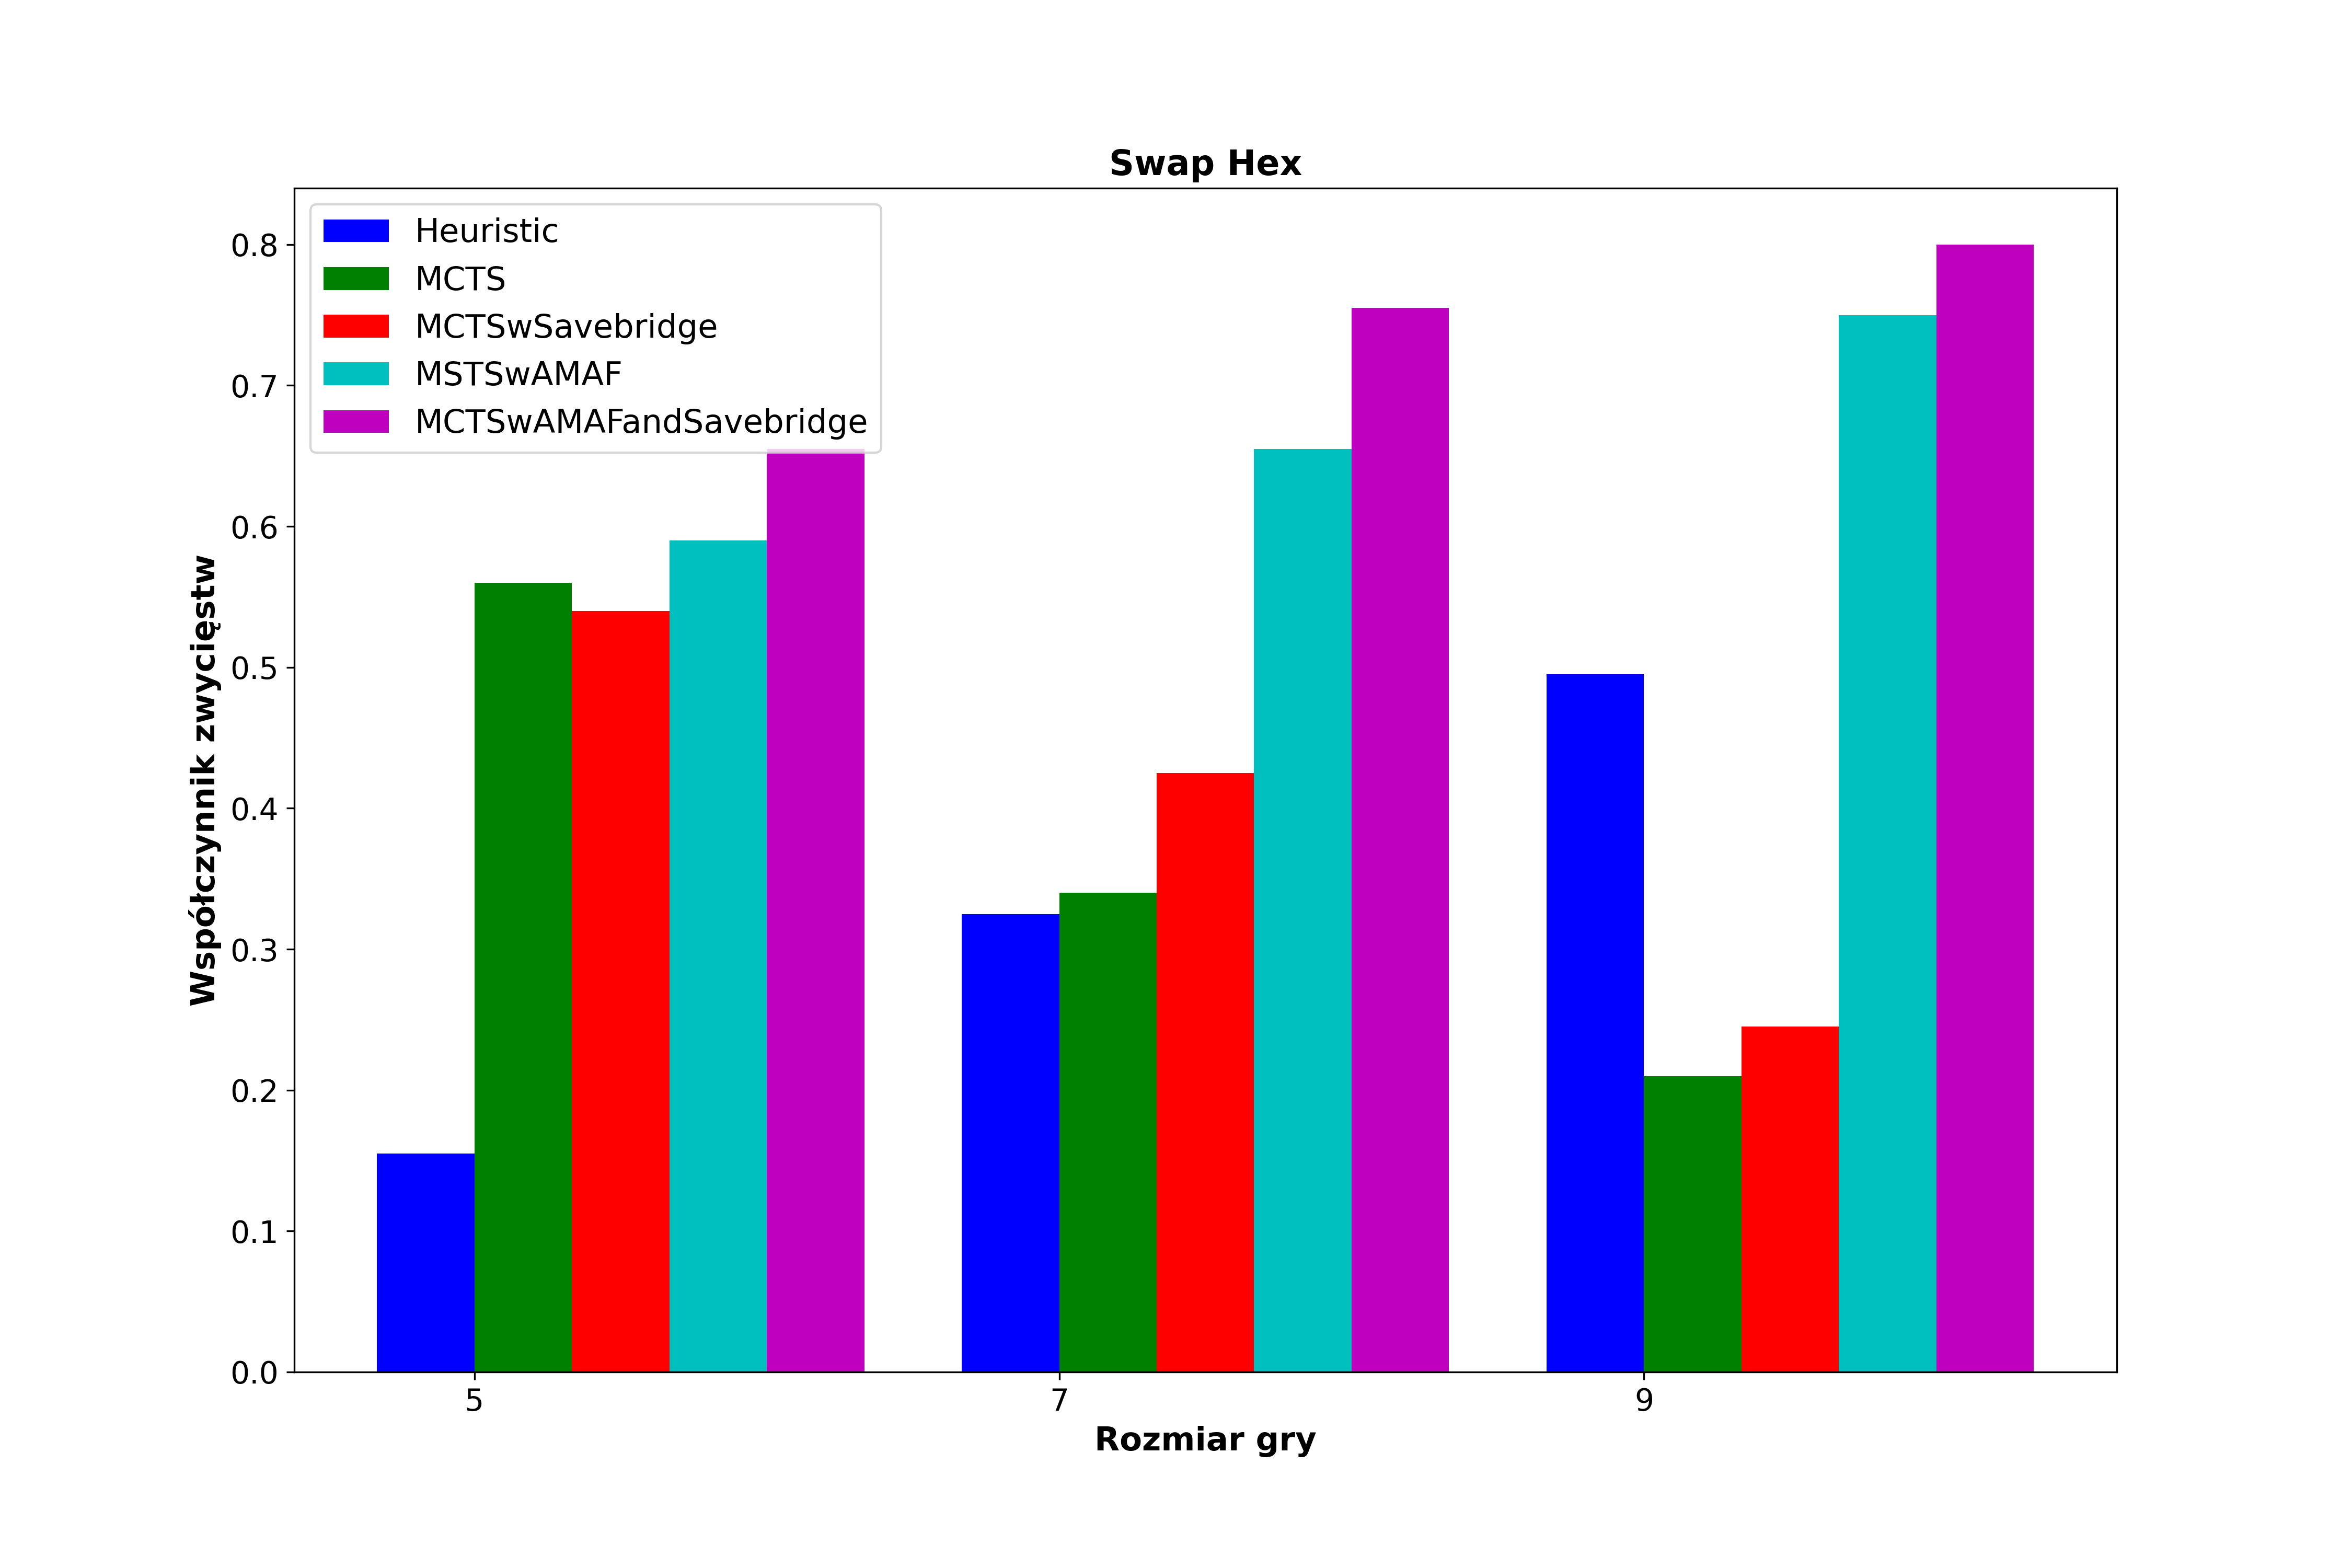 Swap Hex
Heuristic
MCTS
MCTSwSavebridge
MSTSwAMAF
MCTSwAMAFandSavebridge
0.8
0.7
0.6
0.5
0.4
0.3
0.2
0.1
0.0
Współczynnik zwycięstw
5 7 9
Rozmiar gry